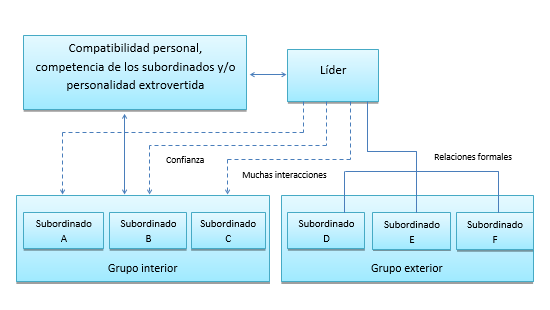 Compatibilidad personal,
competencia de los subordinados y/o
personalidad extrovertida
Líder
Confianza
Muchas interacciones
Relaciones formales
Subordinado
A
Subordinado
B
Subordinado
C
Grupo interior
Subordinado
D
Subordinado
E
Subordinado
F
Grupo exterior